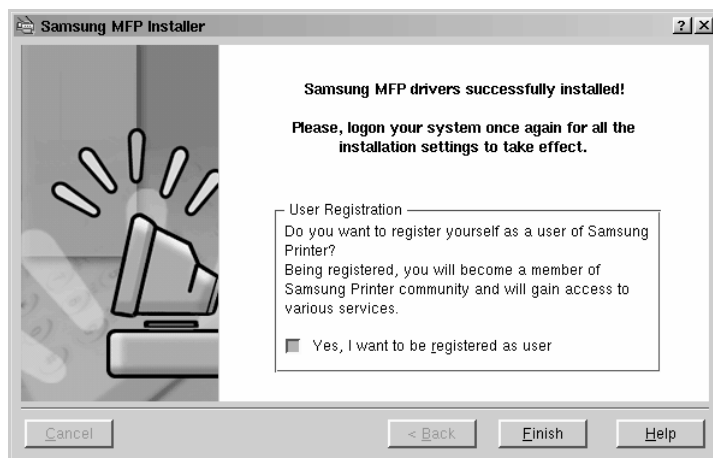 Samsung MFP Installer
Samsung MFP drivers successfully installed!
Please, logon your system once again for all the
installation settings to take effect.
User Registration
Do you want to register yourself as a user of Samsung
Printer?
Being registered, you will become a member of
Samsung Printer community and will gain access to
various services.
Yes, I want to be registered as user
Cancel
< Back
Finish
Help